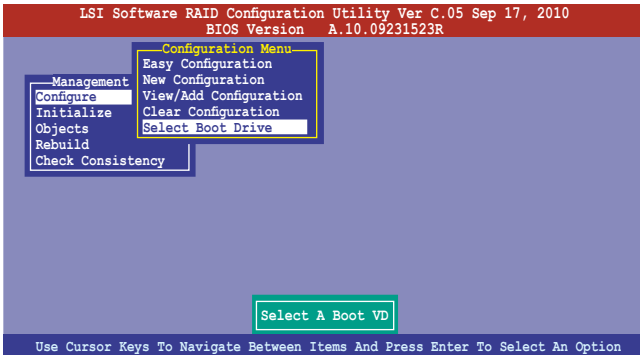 LSI Software RAID Configuration Utility Ver C.05 Sep 17, 2010
BIOS Version A.10.09231523R
Configuration Menu
Easy Configuration
New Configuration
View/Add Configuration
Clear Configuration
Select Boot Drive
Management
Configure
Initialize
Objects
Rebuild
Check Consistency
Select A Boot VD
Use Cursor Keys To Navigate Between Items And Press Enter To Select An Option